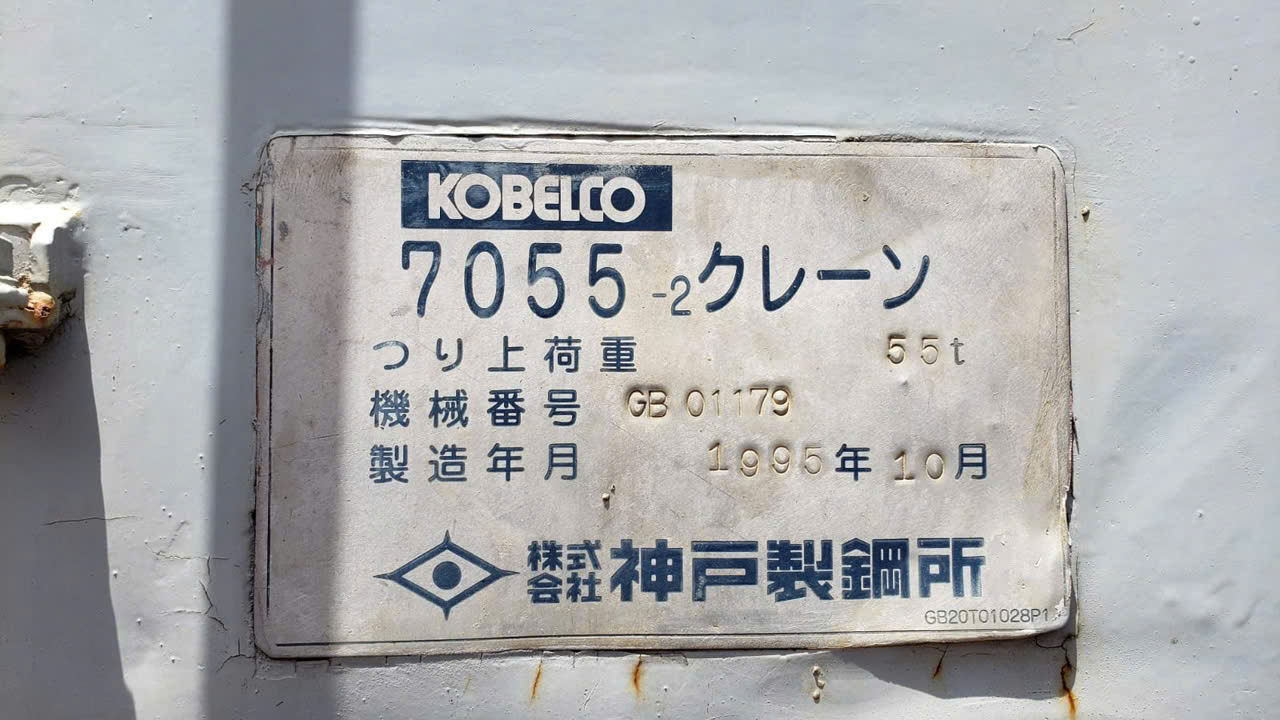 KOBELCO
7055-2クレーン
つり上荷重 55t
機械番号 GB 01179
製造年月 1995年10月
株式会社 神戸製鋼所
GB20T01028P1